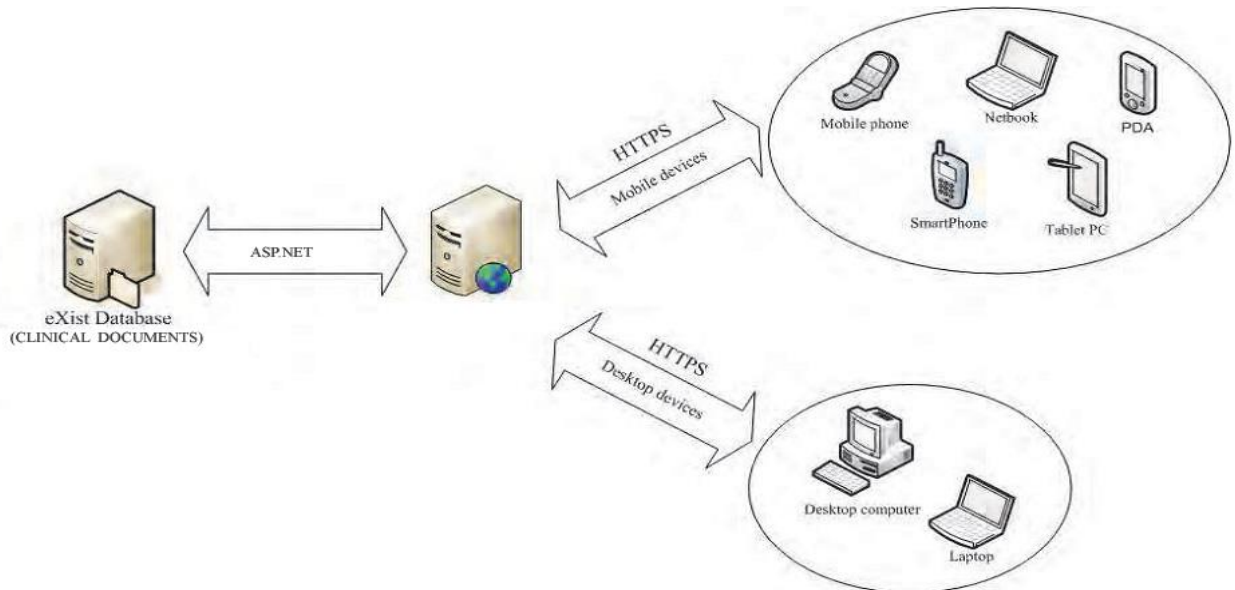 Mobile phone
Netbook
PDA
SmartPhone
Tablet PC
HTTPS
Mobile devices
ASP.NET
eXist Database
(CLINICAL DOCUMENTS)
HTTPS
Desktop devices
Desktop computer
Laptop